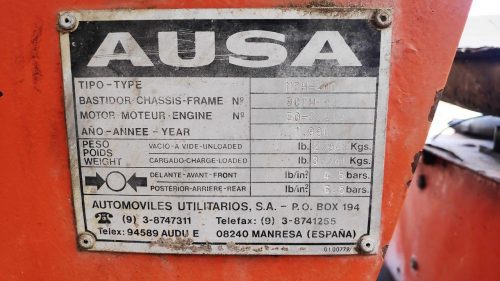 AUSA
TIPO-TYPE
BASTIDOR-CHASSIS-FRAME Nº
MOTOR-MOTEUR-ENGINE Nº
AÑO-ANNEE-YEAR
PESO POIDS WEIGHT
VACIO-A VIDE-UNLOADED lb. Kgs.
CARGADO-CHARGE-LOADED lb. Kgs.
DELANTE-AVANT-FRONT lb/in² bars.
POSTERIOR-ARRIERE-REAR lb/in² bars.
AUTOMOVILES UTILITARIOS, S.A. - P.O. BOX 194
☎ (9) 3-8747311 Telefax: (9) 3-8741255
Telex: 94589 AUDU E 08240 MANRESA (ESPAÑA)